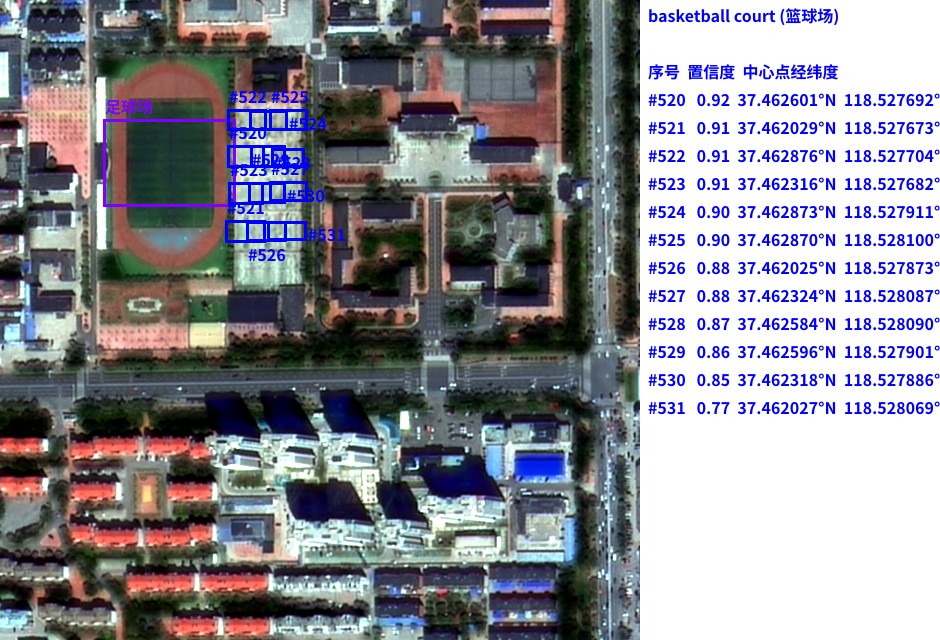 basketball court (篮球场)
序号 置信度 中心点经纬度
#520 0.92 37.462601°N 118.527692°
#521 0.91 37.462029°N 118.527673°
#522 0.91 37.462876°N 118.527704°
#523 0.91 37.462316°N 118.527682°
#524 0.90 37.462873°N 118.527911°
#525 0.90 37.462870°N 118.528100°
#526 0.88 37.462025°N 118.527873°
#527 0.88 37.462324°N 118.528087°
#528 0.87 37.462584°N 118.528090°
#529 0.86 37.462596°N 118.527901°
#530 0.85 37.462318°N 118.527886°
#531 0.77 37.462027°N 118.528069°
足球场
#522 #525
#524
#520
#523
#530
#521
#531
#526